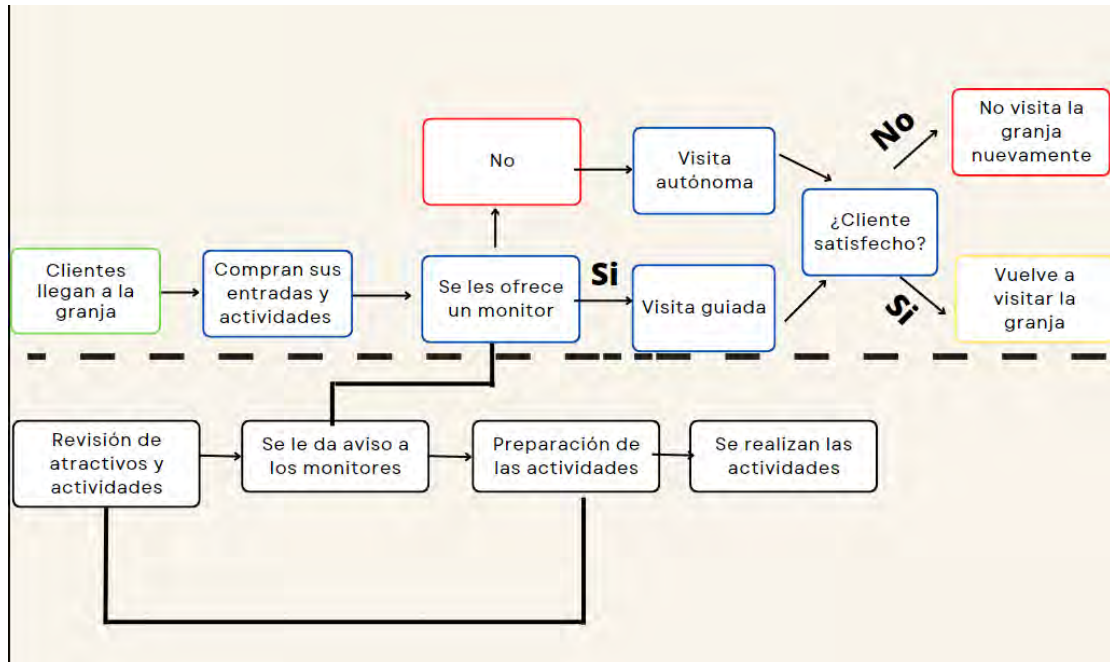 Clientes
llegan a la
granja
Compran sus
entradas y
actividades
Se les ofrece
un monitor
No
Visita
autónoma
Si
Visita guiada
¿Cliente
satisfecho?
No
No visita la
granja
nuevamente
Si
Vuelve a
visitar la
granja
Revisión de
atractivos y
actividades
Se le da aviso a
los monitores
Preparación de
las actividades
Se realizan las
actividades